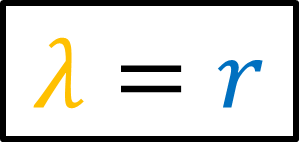 λ = r